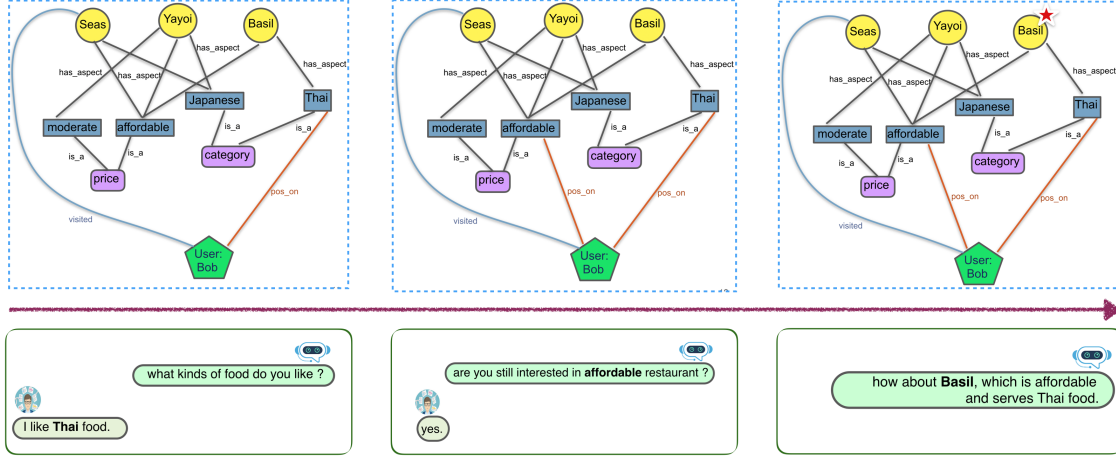 Seas
Yayoi
Basil
has_aspect
has_aspect
has_aspect
has_aspect
Japanese
Thai
moderate
affordable
is_a
is_a
is_a
is_a
category
price
pos_on
visited
User:
Bob
Seas
Yayoi
Basil
has_aspect
has_aspect
has_aspect
has_aspect
Japanese
Thai
moderate
affordable
is_a
is_a
is_a
is_a
category
price
pos_on
pos_on
visited
User:
Bob
Seas
Yayoi
Basil
has_aspect
has_aspect
has_aspect
has_aspect
Japanese
Thai
moderate
affordable
is_a
is_a
is_a
is_a
category
price
pos_on
pos_on
visited
User:
Bob
what kinds of food do you like ?
I like Thai food.
are you still interested in affordable restaurant ?
yes.
how about Basil, which is affordable
and serves Thai food.